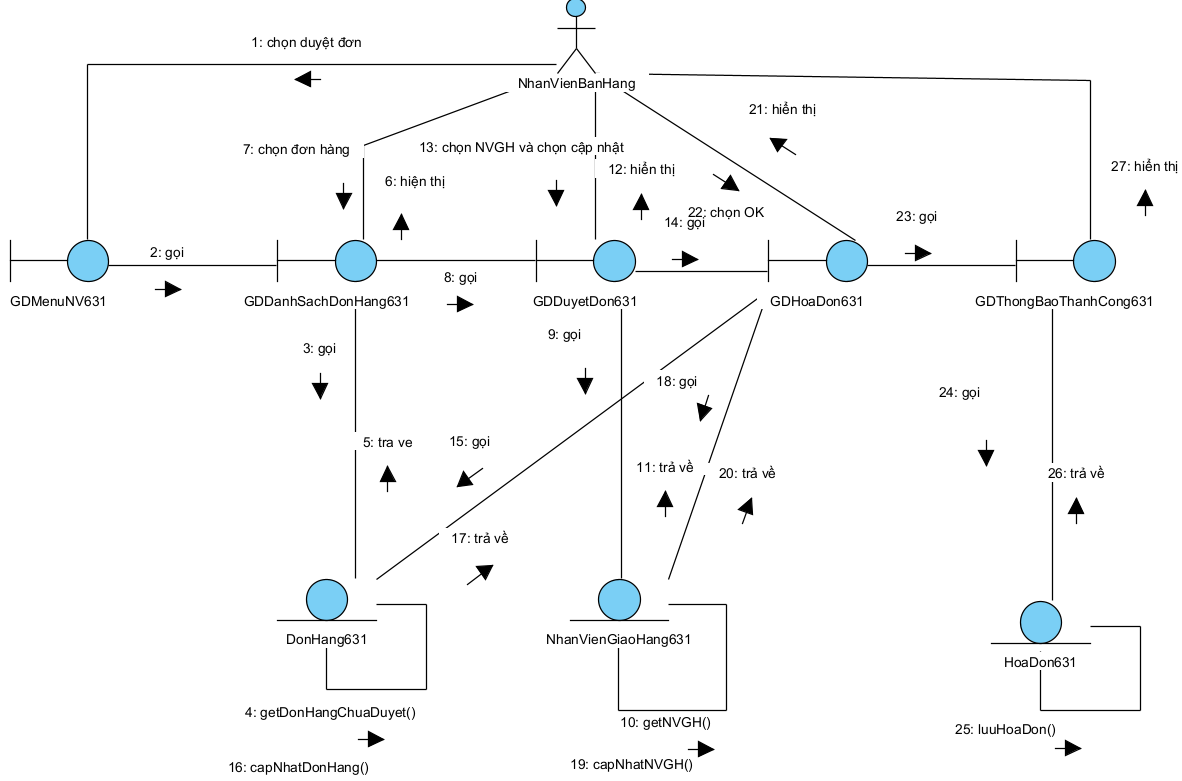 1: chọn duyệt đơn
NhanVienBanHang
21: hiển thị
7: chọn đơn hàng
13: chọn NVGH và chọn cập nhật
6: hiện thị
12: hiển thị
27: hiển thị
22: chọn OK
14: gọi
23: gọi
2: gọi
8: gọi
GDMenuNV631
GDDanhSachDonHang631
GDDuyetDon631
GDHoaDon631
GDThongBaoThanhCong631
3: gọi
9: gọi
18: gọi
24: gọi
5: tra ve
15: gọi
11: trả về
20: trả về
26: trả về
17: trả về
DonHang631
NhanVienGiaoHang631
HoaDon631
4: getDonHangChuaDuyet()
10: getNVGH()
25: luuHoaDon()
16: capNhatDonHang()
19: capNhatNVGH()